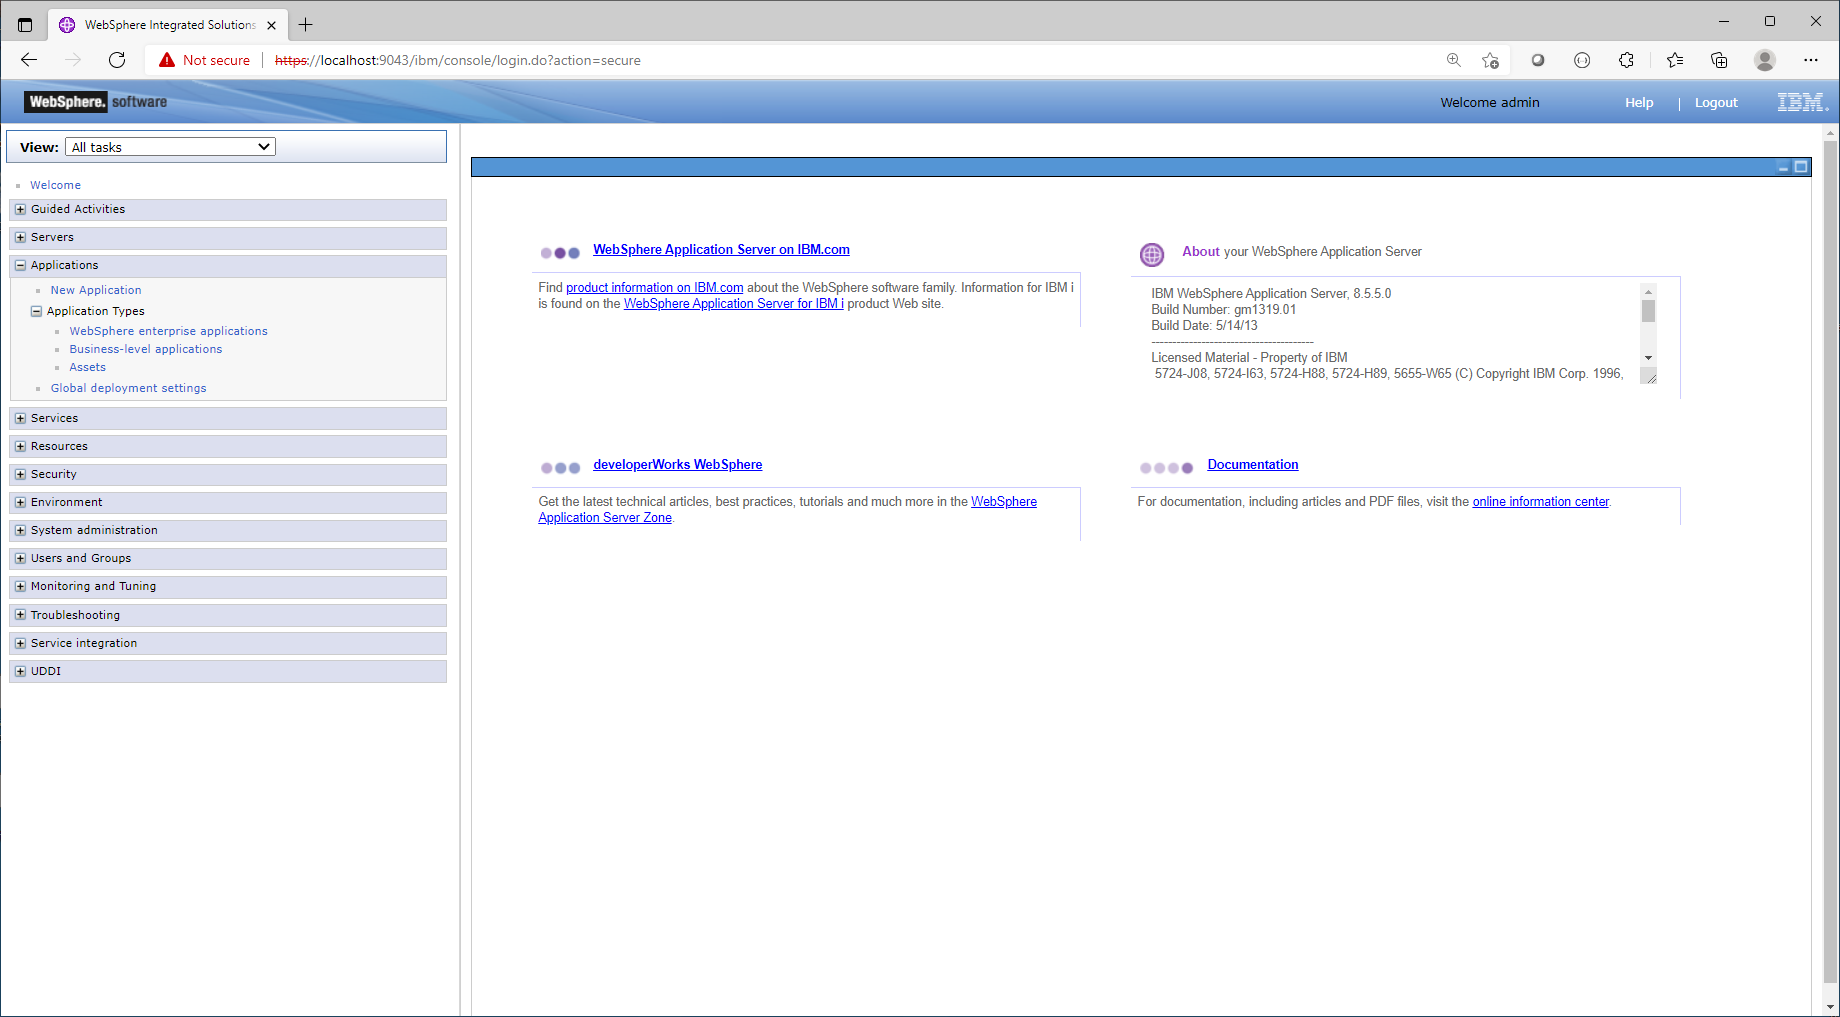 WebSphere Integrated Solutions
Not secure
https://localhost:9043/ibm/console/login.do?action=secure
WebSphere. software
Welcome admin
Help
Logout
IBM.
View:
All tasks
Welcome
Guided Activities
Servers
Applications
New Application
Application Types
WebSphere enterprise applications
Business-level applications
Assets
Global deployment settings
Services
Resources
Security
Environment
System administration
Users and Groups
Monitoring and Tuning
Troubleshooting
Service integration
UDDI
WebSphere Application Server on IBM.com
Find product information on IBM.com about the WebSphere software family. Information for IBM i
is found on the WebSphere Application Server for IBM i product Web site.
About your WebSphere Application Server
IBM WebSphere Application Server, 8.5.5.0
Build Number: gm1319.01
Build Date: 5/14/13
---------------------------------------
Licensed Material - Property of IBM
5724-J08, 5724-I63, 5724-H88, 5724-H89, 5655-W65 (C) Copyright IBM Corp. 1996,
developerWorks WebSphere
Get the latest technical articles, best practices, tutorials and much more in the WebSphere
Application Server Zone.
Documentation
For documentation, including articles and PDF files, visit the online information center.